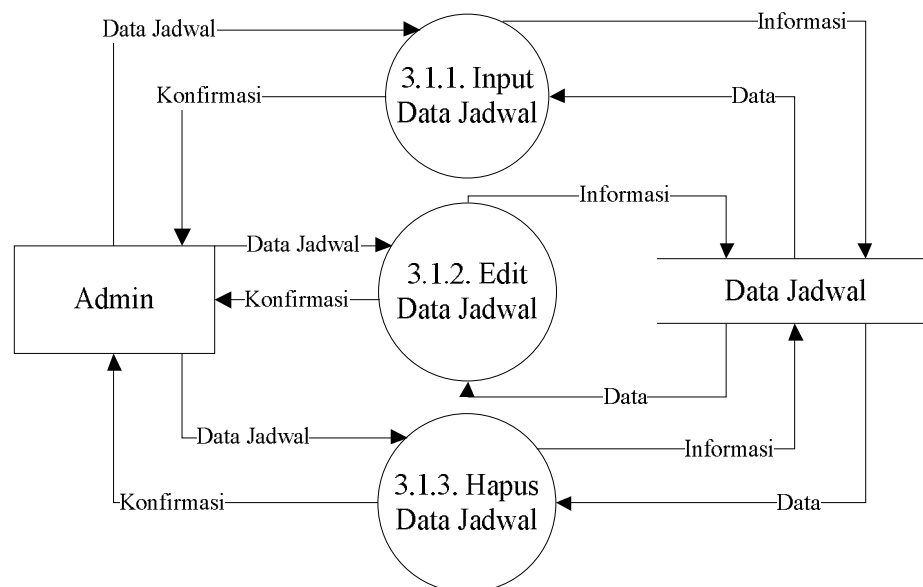 Data Jadwal
Informasi
3.1.1. Input
Data Jadwal
Konfirmasi
Data
Informasi
Data Jadwal
3.1.2. Edit
Data Jadwal
Konfirmasi
Admin
Data Jadwal
Data
Data Jadwal
Informasi
3.1.3. Hapus
Data Jadwal
Konfirmasi
Data